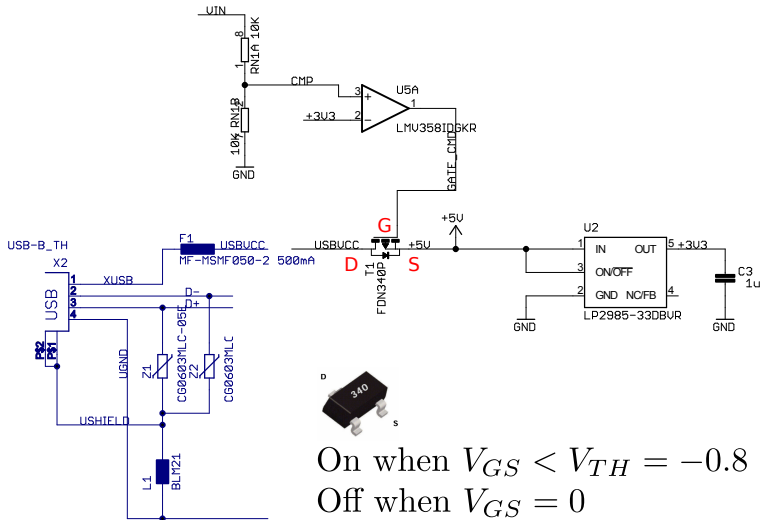 VIN
8
RN1A 10K
1
CMP
3
+
U5A
1
+3V3
2
-
LMV358IDGKR
10K RN1B
2
GND
GATE_CMD
G
USBVCC
+5V
D
S
T1
FDN340P
+5V
U2
1
IN
OUT
5
+3V3
3
ON/OFF
2
GND
NC/FB
4
LP2985-33DBVR
GND
C3
1u
GND
USB-B_TH
F1
USBVCC
MF-MSMF050-2 500mA
X2
XUSB
1
2
3
4
USB
D-
D+
P$2
P$1
UGND
Z1
CG0603MLC-05E
Z2
CG0603MLC
USHIELD
L1
BLM21
D
340
S
On when V_GS < V_TH = −0.8
Off when V_GS = 0